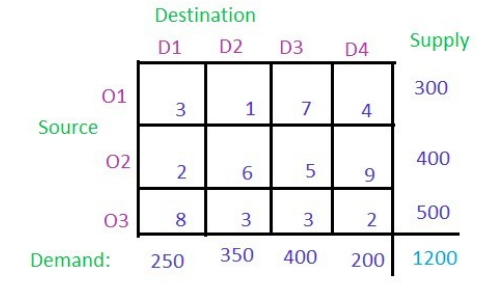 Destination
D1 D2 D3 D4 Supply
O1 3 1 7 4 300
Source
O2 2 6 5 9 400
O3 8 3 3 2 500
Demand: 250 350 400 200 1200